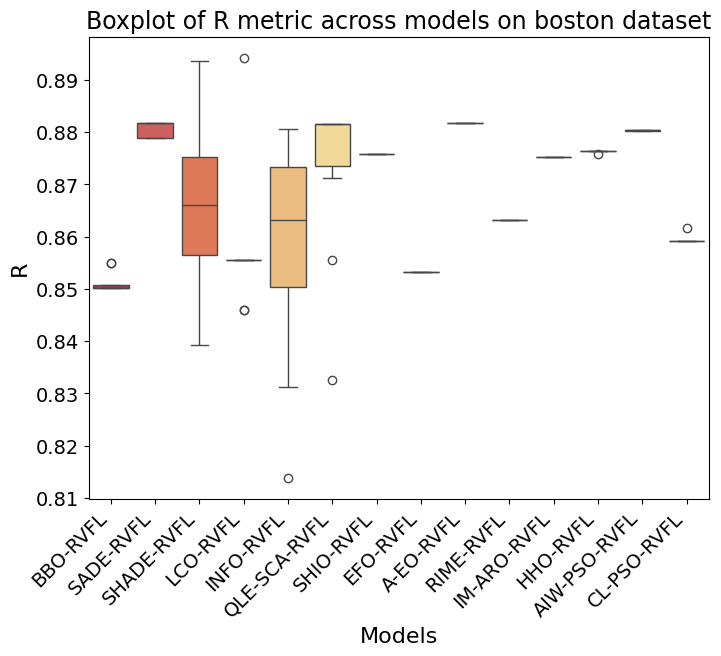 Boxplot of R metric across models on boston dataset
0.89
0.88
0.87
0.86
0.85
0.84
0.83
0.82
0.81
R
BBO-RVFL
SADE-RVFL
SHADE-RVFL
LCO-RVFL
INFO-RVFL
QLE-SCA-RVFL
SHIO-RVFL
EFO-RVFL
A-EO-RVFL
RIME-RVFL
IM-ARO-RVFL
HHO-RVFL
AIW-PSO-RVFL
CL-PSO-RVFL
Models